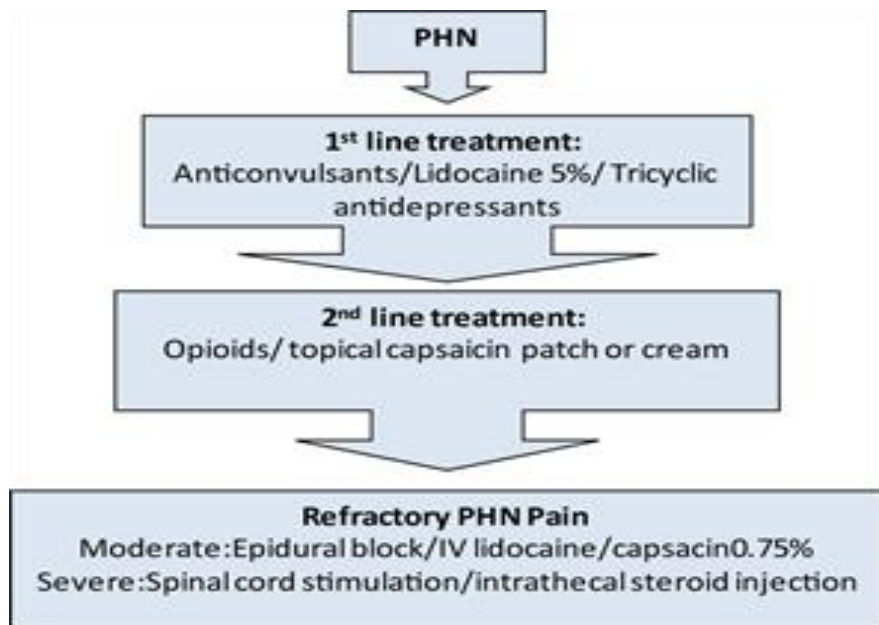 PHN
1st line treatment:
Anticonvulsants/Lidocaine 5%/ Tricyclic
antidepressants
2nd line treatment:
Opioids/ topical capsaicin patch or cream
Refractory PHN Pain
Moderate:Epidural block/IV lidocaine/capsacin0.75%
Severe:Spinal cord stimulation/intrathecal steroid injection